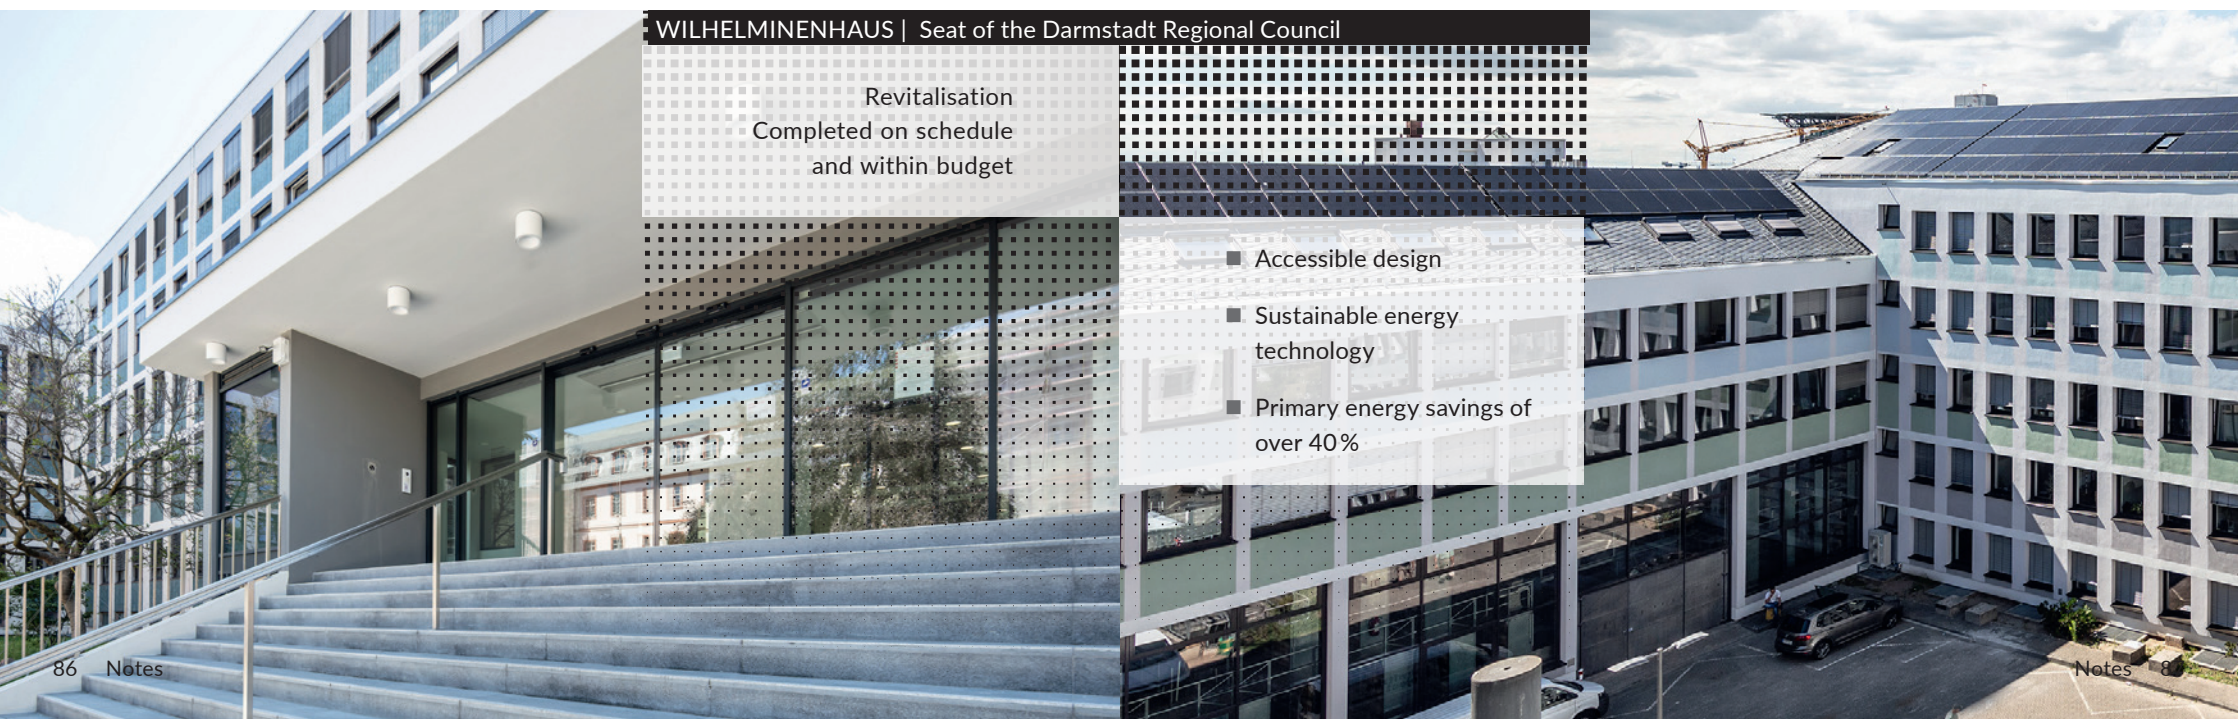 WILHELMINENHAUS | Seat of the Darmstadt Regional Council
Revitalisation
Completed on schedule
and within budget
■ Accessible design
■ Sustainable energy
technology
■ Primary energy savings of
over 40 %
86 Notes
Notes